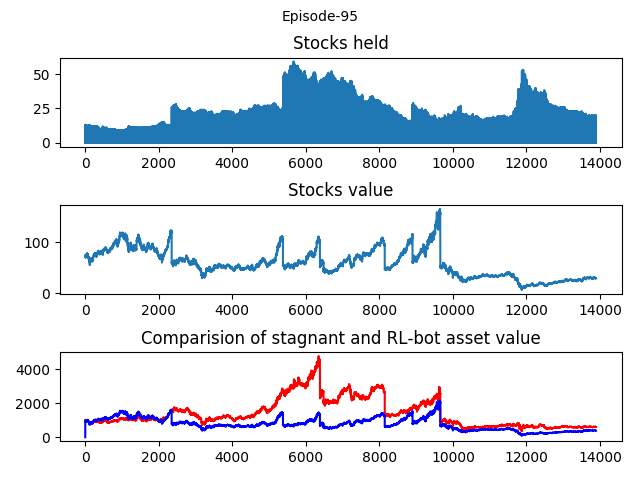 Episode-95
Stocks held
50
25
0
0 2000 4000 6000 8000 10000 12000 14000
Stocks value
100
0
0 2000 4000 6000 8000 10000 12000 14000
Comparision of stagnant and RL-bot asset value
4000
2000
0
0 2000 4000 6000 8000 10000 12000 14000